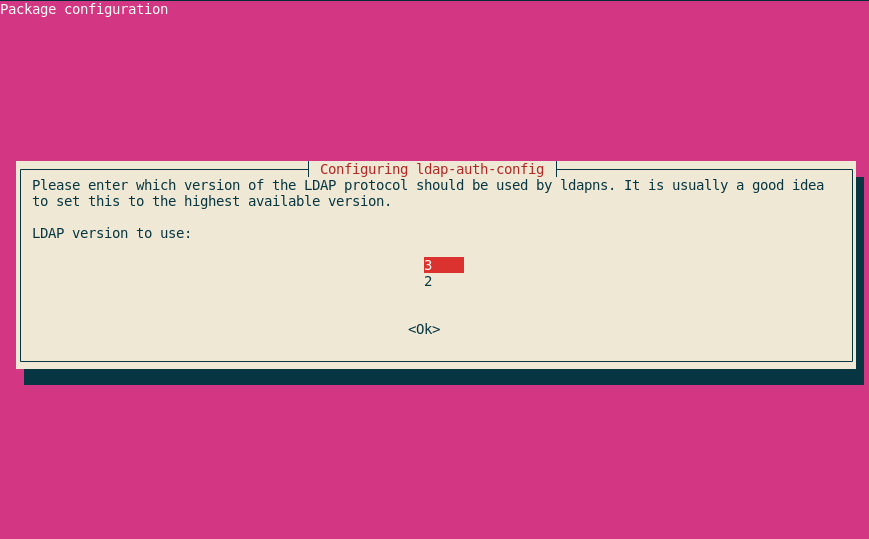 Package configuration
Configuring ldap-auth-config
Please enter which version of the LDAP protocol should be used by ldapns. It is usually a good idea
to set this to the highest available version.
LDAP version to use:
3
2
<Ok>